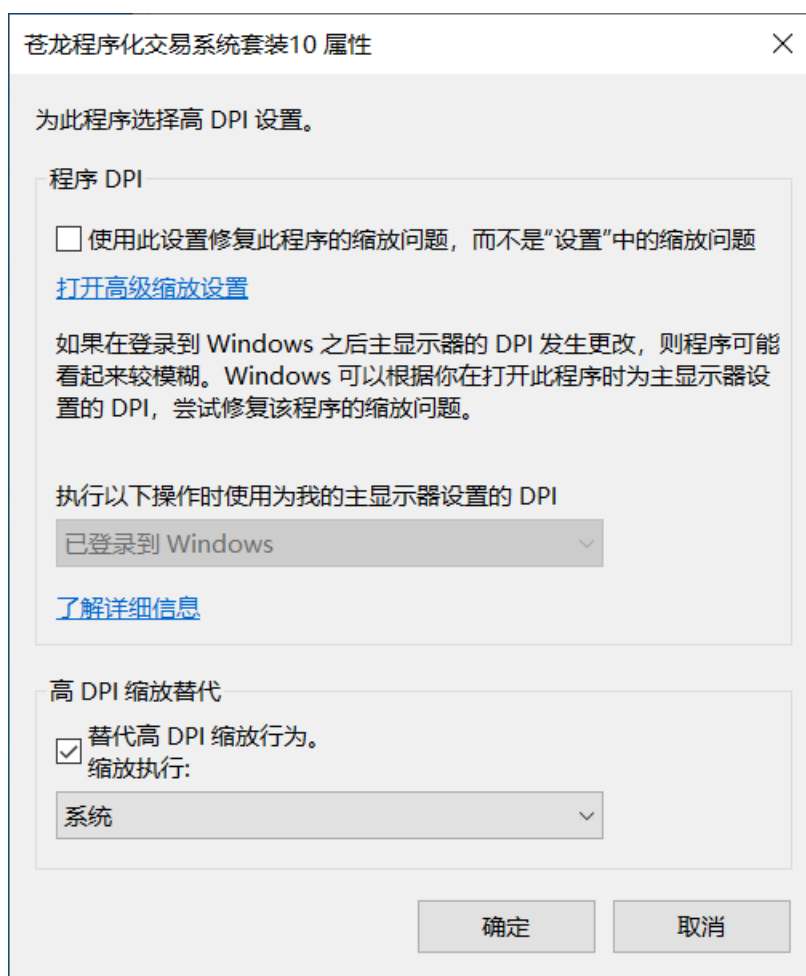 苍龙程序化交易系统套装10 属性
为此程序选择高 DPI 设置。
程序 DPI
使用此设置修复此程序的缩放问题，而不是“设置”中的缩放问题
打开高级缩放设置
如果在登录到 Windows 之后主显示器的 DPI 发生更改，则程序可能
看起来较模糊。Windows 可以根据你在打开此程序时为主显示器设
置的 DPI，尝试修复该程序的缩放问题。
执行以下操作时使用为我的主显示器设置的 DPI
已登录到 Windows
了解详细信息
高 DPI 缩放替代
替代高 DPI 缩放行为。
缩放执行:
系统
确定
取消